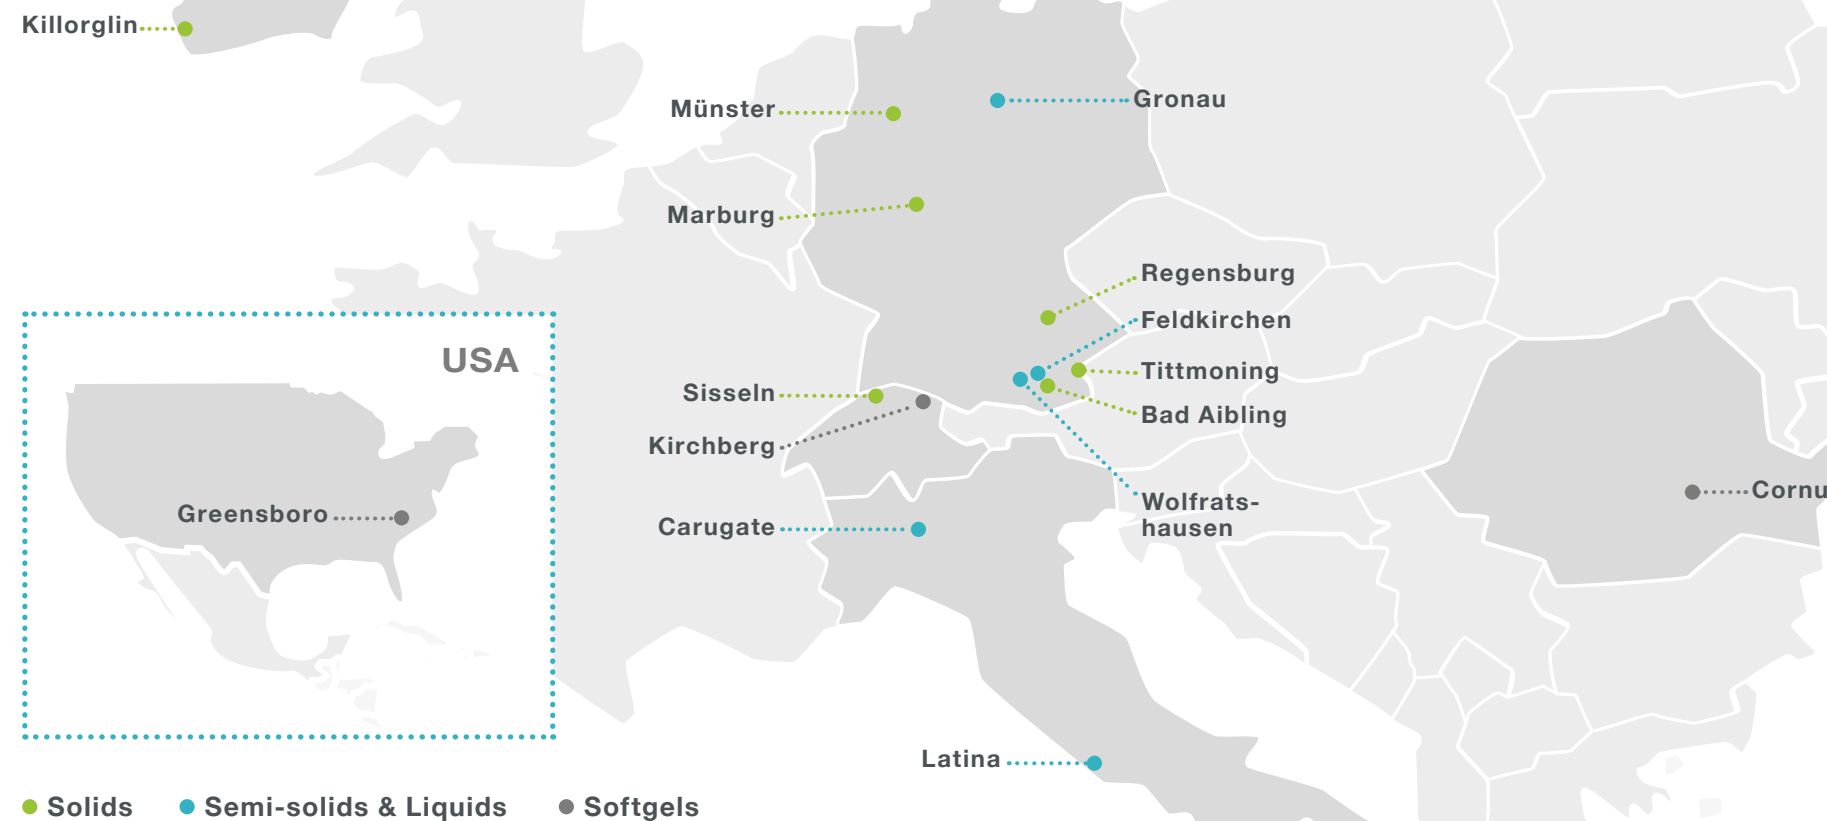 Killorglin
Münster
Gronau
Marburg
Regensburg
Feldkirchen
USA
Tittmoning
Sisseln
Bad Aibling
Kirchberg
Cornu
Wolfrats-
hausen
Greensboro
Carugate
Latina
Solids
Semi-solids & Liquids
Softgels